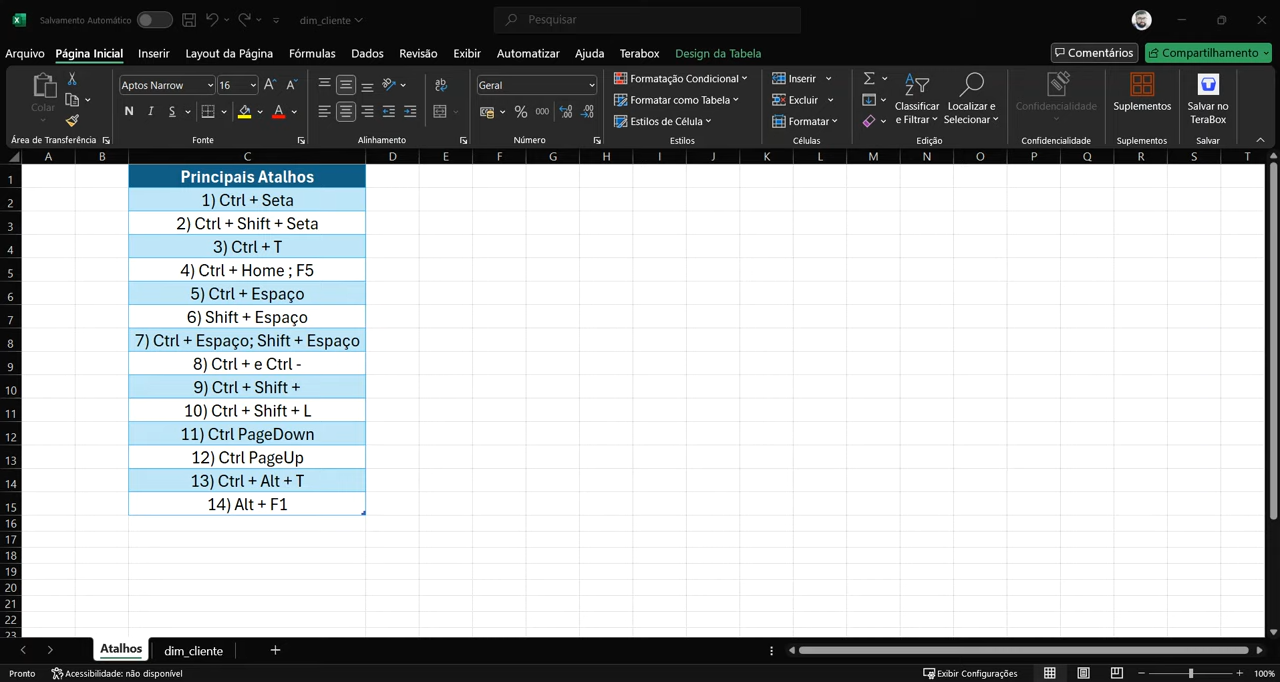 Salvamento Automático
dim_cliente
Pesquisar
Arquivo Página Inicial Inserir Layout da Página Fórmulas Dados Revisão Exibir Automatizar Ajuda Terabox Design da Tabela
Comentários Compartilhamento
Colar
Área de Transferência
Aptos Narrow 16
N I S
Fonte
Alinhamento
Geral
% 000
Número
Formatação Condicional
Formatar como Tabela
Estilos de Célula
Estilos
Inserir
Excluir
Formatar
Células
Classificar e Filtrar
Localizar e Selecionar
Edição
Confidencialidade
Confidencialidade
Suplementos
Suplementos
Salvar no TeraBox
Salvar
A B C D E F G H I J K L M N O P Q R S T
1 Principais Atalhos
2 1) Ctrl + Seta
3 2) Ctrl + Shift + Seta
4 3) Ctrl + T
5 4) Ctrl + Home ; F5
6 5) Ctrl + Espaço
7 6) Shift + Espaço
8 7) Ctrl + Espaço; Shift + Espaço
9 8) Ctrl + e Ctrl -
10 9) Ctrl + Shift +
11 10) Ctrl + Shift + L
12 11) Ctrl PageDown
13 12) Ctrl PageUp
14 13) Ctrl + Alt + T
15 14) Alt + F1
16
17
18
19
20
21
22
23
Atalhos dim_cliente
Pronto Acessibilidade: não disponível Exibir Configurações 100%